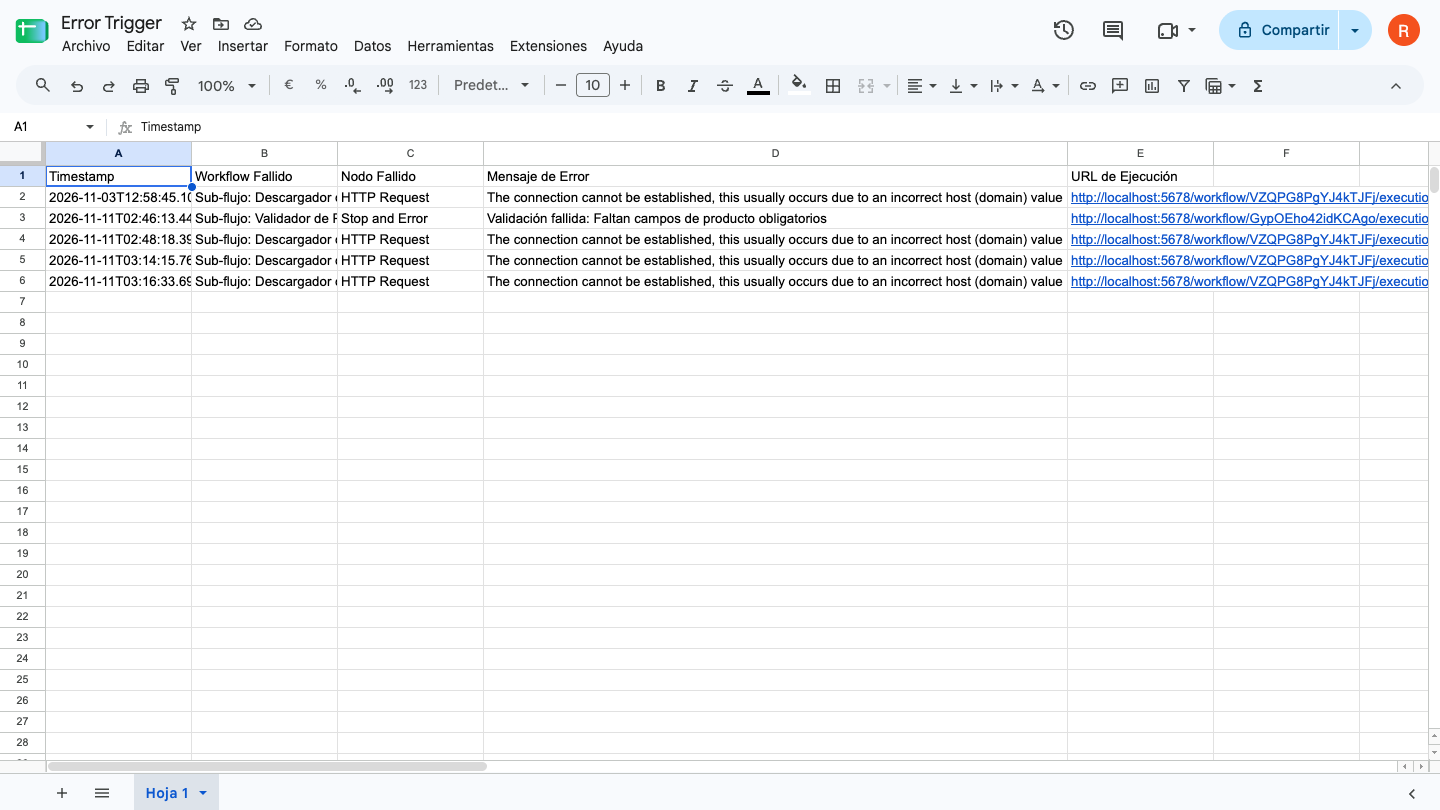 Error Trigger
Archivo Editar Ver Insertar Formato Datos Herramientas Extensiones Ayuda
Compartir
R
100% € % .0 .00 123 Predet... 10 B I A A Σ
A1 fx Timestamp
A B C D E F
1 Timestamp Workflow Fallido Nodo Fallido Mensaje de Error URL de Ejecución
2 2026-11-03T12:58:45.10 Sub-flujo: Descargador HTTP Request The connection cannot be established, this usually occurs due to an incorrect host (domain) value http://localhost:5678/workflow/VZQPG8PgYJ4kTJFj/executio
3 2026-11-11T02:46:13.44 Sub-flujo: Validador de Stop and Error Validación fallida: Faltan campos de producto obligatorios http://localhost:5678/workflow/GypOEho42idKCAgo/executio
4 2026-11-11T02:48:18.39 Sub-flujo: Descargador HTTP Request The connection cannot be established, this usually occurs due to an incorrect host (domain) value http://localhost:5678/workflow/VZQPG8PgYJ4kTJFj/executio
5 2026-11-11T03:14:15.76 Sub-flujo: Descargador HTTP Request The connection cannot be established, this usually occurs due to an incorrect host (domain) value http://localhost:5678/workflow/VZQPG8PgYJ4kTJFj/executio
6 2026-11-11T03:16:33.69 Sub-flujo: Descargador HTTP Request The connection cannot be established, this usually occurs due to an incorrect host (domain) value http://localhost:5678/workflow/VZQPG8PgYJ4kTJFj/executio
7
8
9
10
11
12
13
14
15
16
17
18
19
20
21
22
23
24
25
26
27
28
Hoja 1